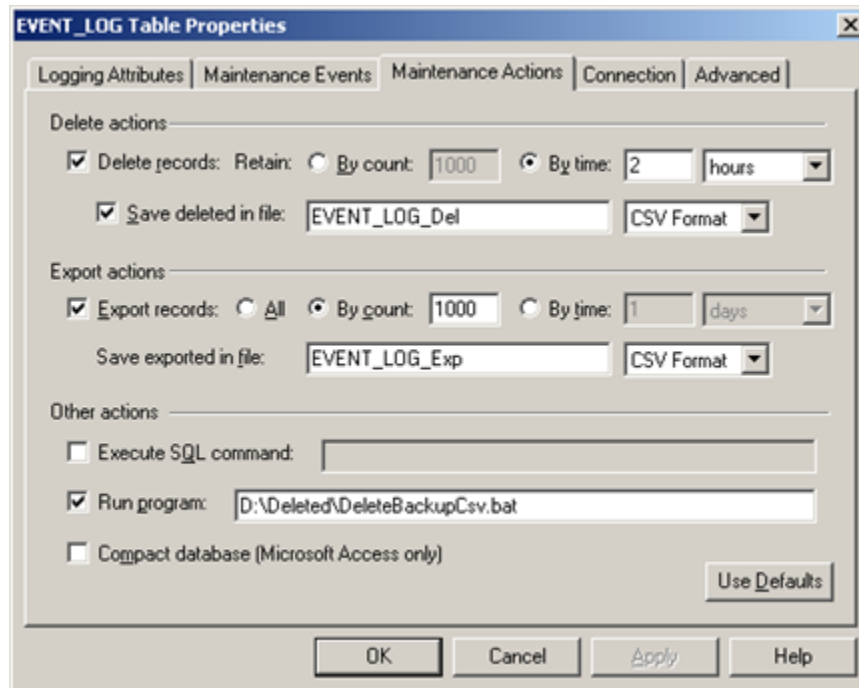 EVENT_LOG Table Properties
Logging Attributes Maintenance Events Maintenance Actions Connection Advanced
Delete actions
Delete records: Retain: By count: 1000 By time: 2 hours
Save deleted in file: EVENT_LOG_Del CSV Format
Export actions
Export records: All By count: 1000 By time: 1 days
Save exported in file: EVENT_LOG_Exp CSV Format
Other actions
Execute SQL command:
Run program: D:\Deleted\DeleteBackupCsv.bat
Compact database (Microsoft Access only)
Use Defaults
OK Cancel Apply Help